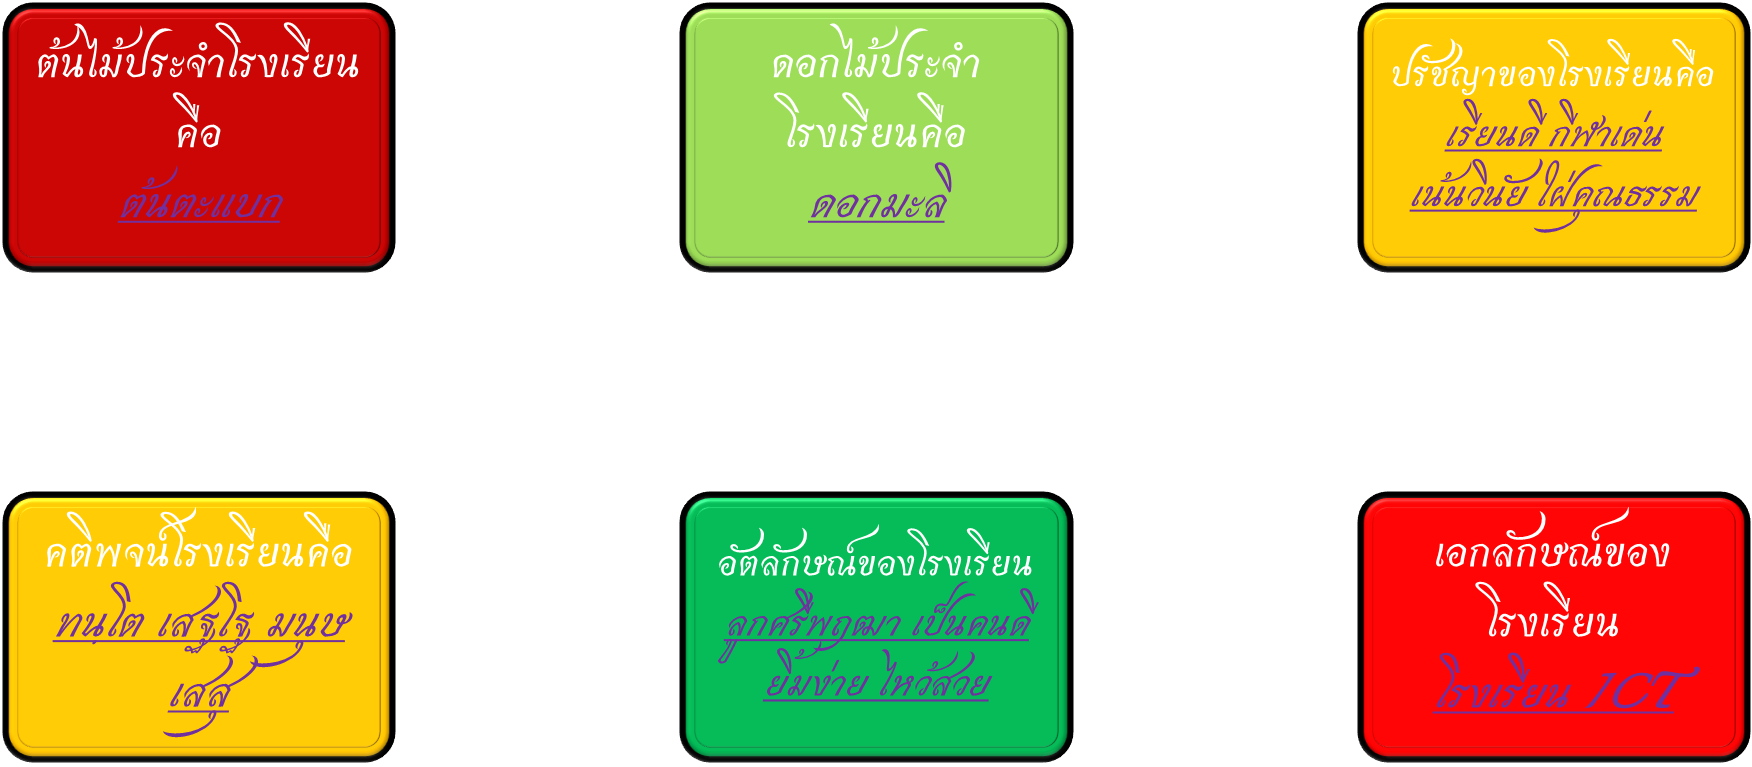 ต้นไม้ประจำโรงเรียน
คือ
ต้นตะแบก
ดอกไม้ประจำ
โรงเรียนคือ
ดอกมะลิ
ปรัชญาของโรงเรียนคือ
เรียนดี กีฬาเด่น
เน้นวินัย ใฝ่คุณธรรม
คติพจน์โรงเรียนคือ
ทนฺโต เสฏฺโฐ มนุษ
เสสุ
อัตลักษณ์ของโรงเรียน
ลูกศรีพฤฒา เป็นคนดี
ยิ้มง่าย ไหว้สวย
เอกลักษณ์ของ
โรงเรียน
โรงเรียน ICT